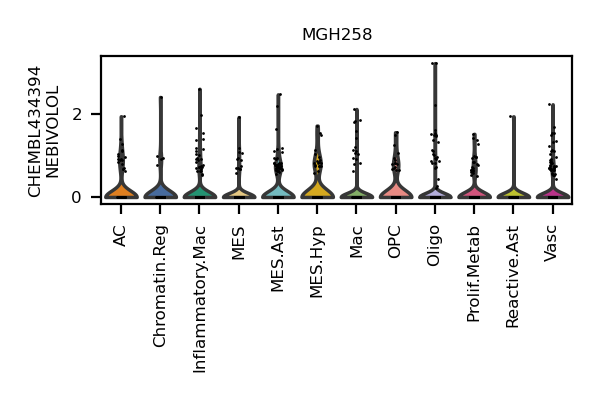 MGH258
CHEMBL434394
NEBIVOLOL
2
0
AC
Chromatin.Reg
Inflammatory.Mac
MES
MES.Ast
MES.Hyp
Mac
OPC
Oligo
Prolif.Metab
Reactive.Ast
Vasc